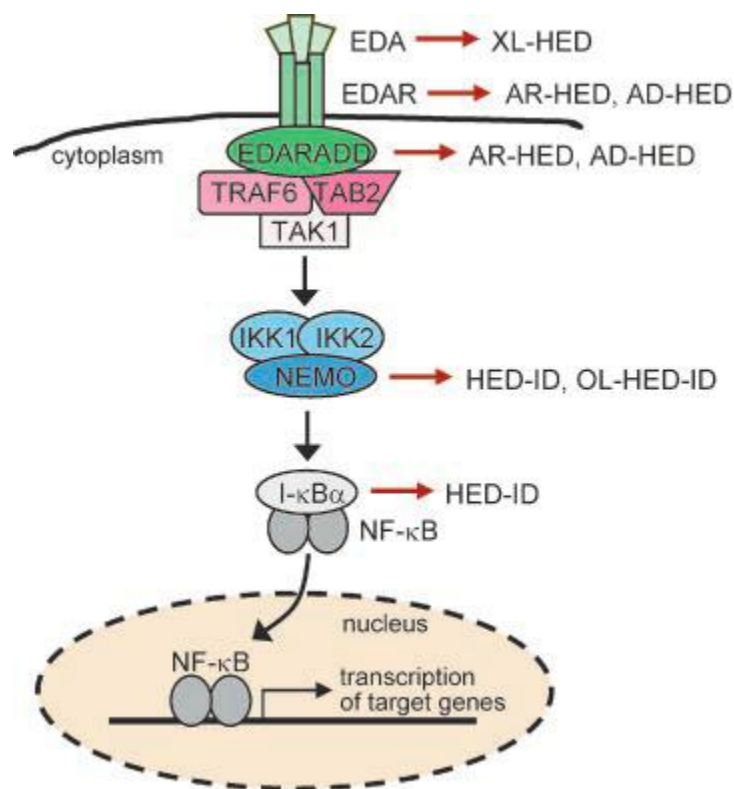 EDA XL-HED
EDAR AR-HED, AD-HED
cytoplasm
EDARADD AR-HED, AD-HED
TRAF6 TAB2
TAK1
IKK1 IKK2
NEMO HED-ID, OL-HED-ID
I-κBα HED-ID
NF-κB
nucleus
NF-κB
transcription
of target genes